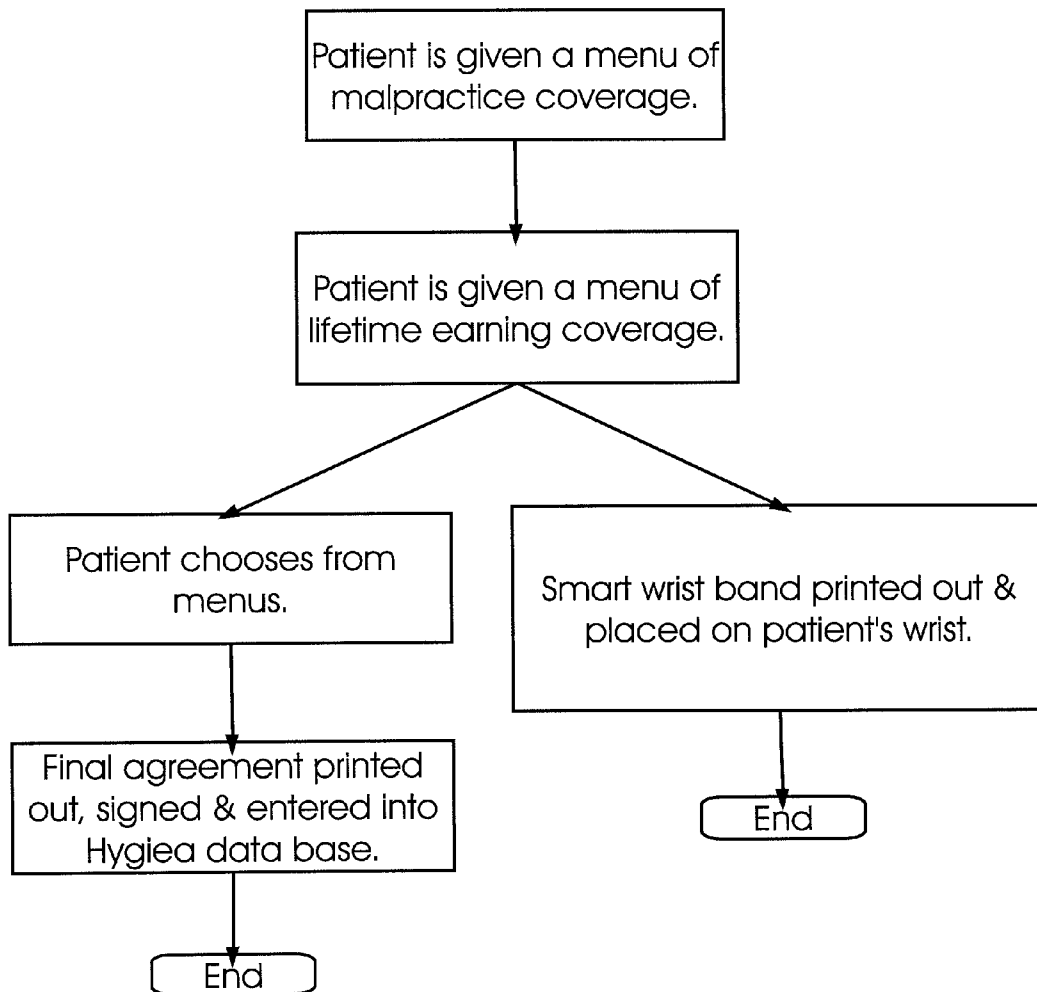 Patient is given a menu of
malpractice coverage.
Patient is given a menu of
lifetime earning coverage.
Patient chooses from
menus.
Smart wrist band printed out &
placed on patient's wrist.
Final agreement printed
out, signed & entered into
Hygiea data base.
End
End